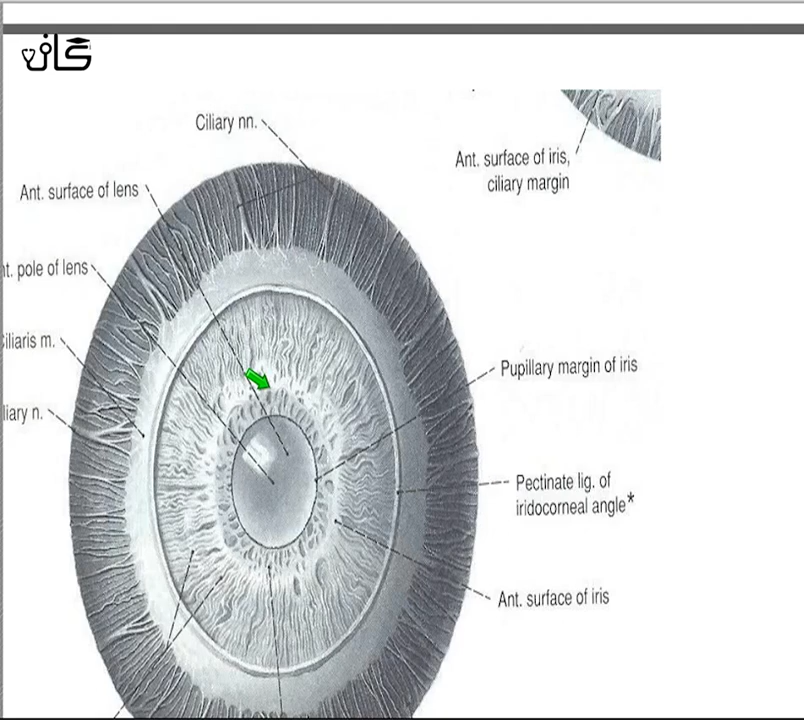 Ciliary nn.
Ant. surface of iris,
ciliary margin
Ant. surface of lens
nt. pole of lens
iliaris m.
liary n.
Pupillary margin of iris
Pectinate lig. of
iridocorneal angle*
Ant. surface of iris